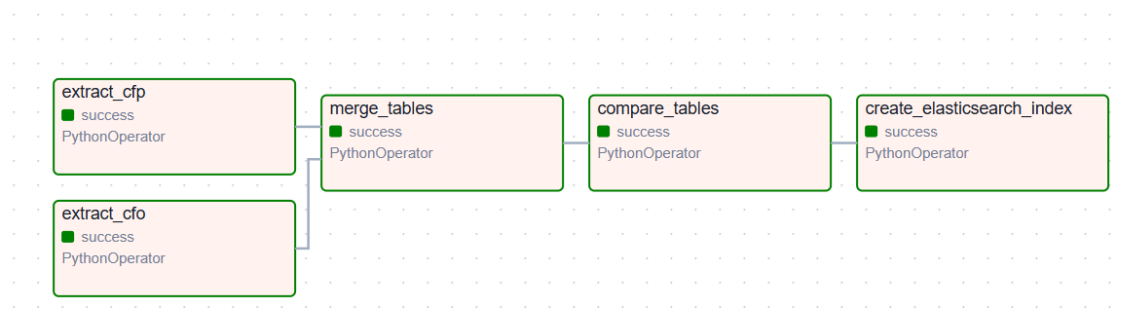 extract_cfp
success
PythonOperator
extract_cfo
success
PythonOperator
merge_tables
success
PythonOperator
compare_tables
success
PythonOperator
create_elasticsearch_index
success
PythonOperator